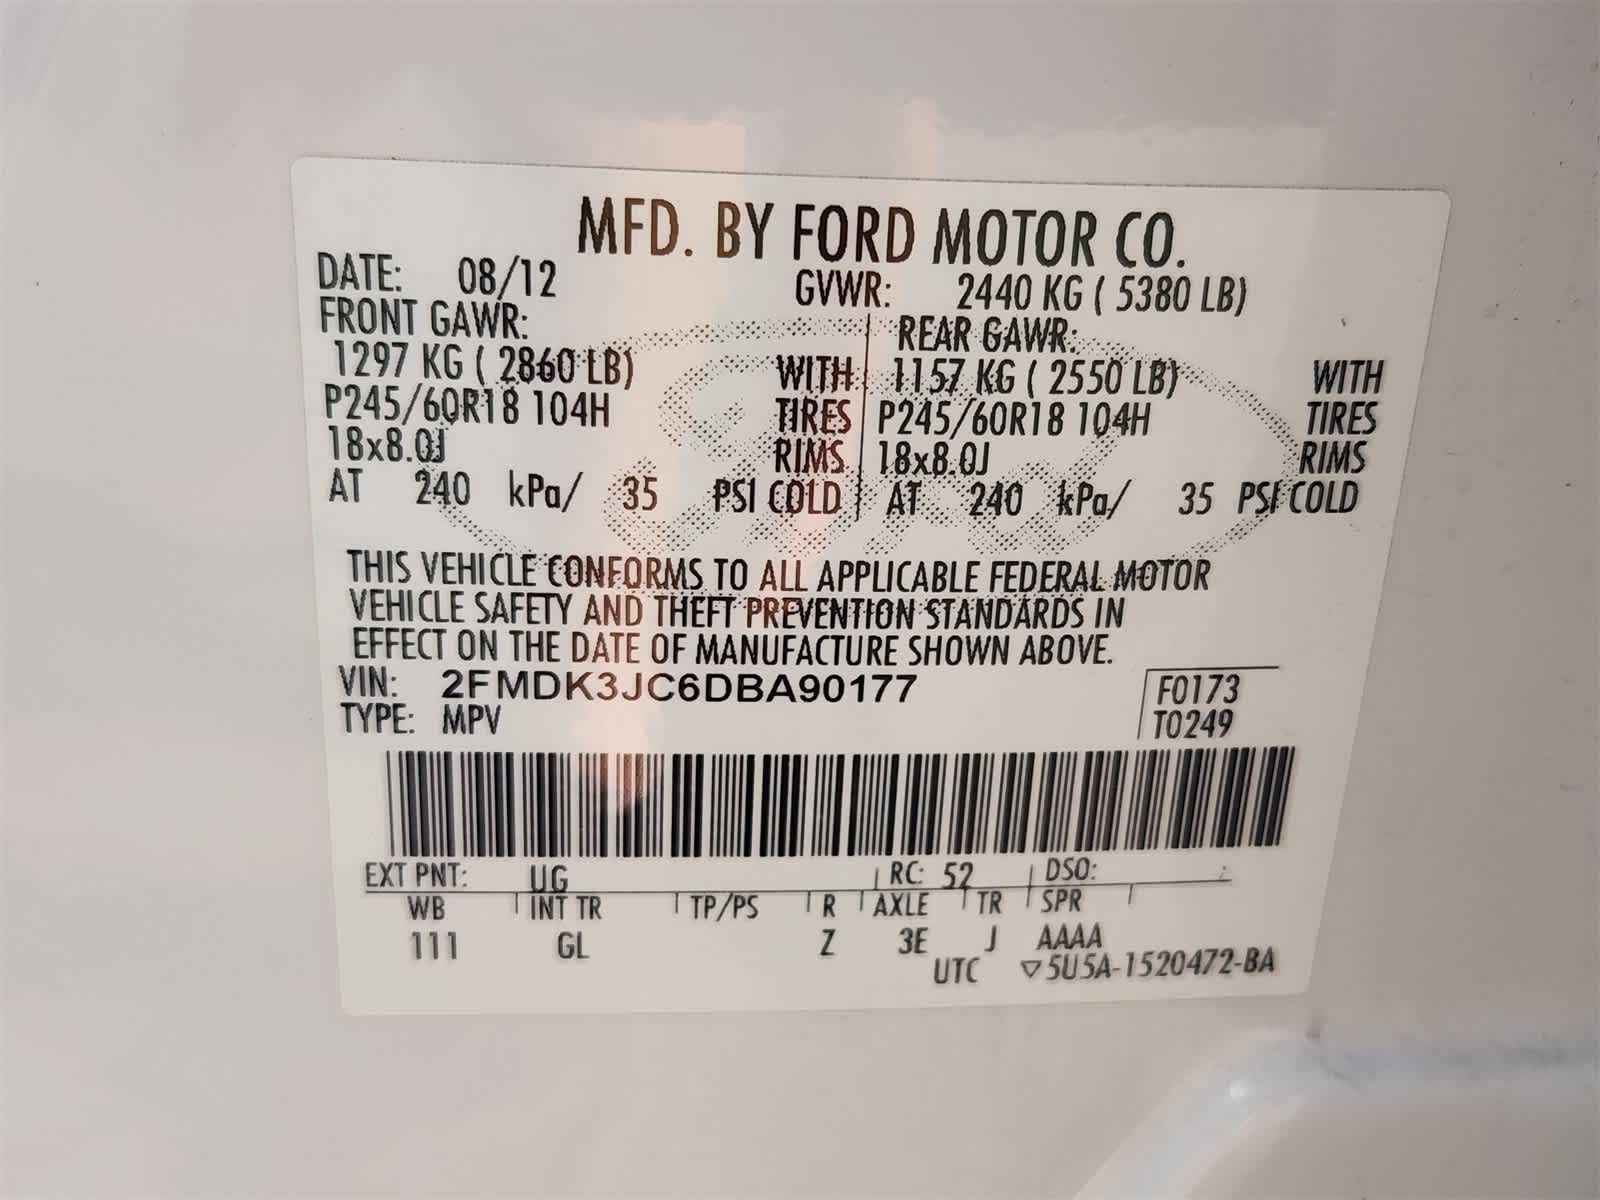 MFD. BY FORD MOTOR CO.
DATE: 08/12 GVWR: 2440 KG ( 5380 LB)
FRONT GAWR: REAR GAWR:
1297 KG ( 2860 LB) WITH 1157 KG ( 2550 LB) WITH
P245/60R18 104H TIRES P245/60R18 104H TIRES
18x8.0J RIMS 18x8.0J RIMS
AT 240 kPa/ 35 PSI COLD AT 240 kPa/ 35 PSI COLD
Ford
THIS VEHICLE CONFORMS TO ALL APPLICABLE FEDERAL MOTOR
VEHICLE SAFETY AND THEFT PREVENTION STANDARDS IN
EFFECT ON THE DATE OF MANUFACTURE SHOWN ABOVE.
VIN: 2FMDK3JC6DBA90177 F0173
TYPE: MPV T0249
EXT PNT: UG RC: 52 DSO:
WB INT TR TP/PS R AXLE TR SPR
111 GL Z 3E J AAAA
UTC ▽5U5A-1520472-BA